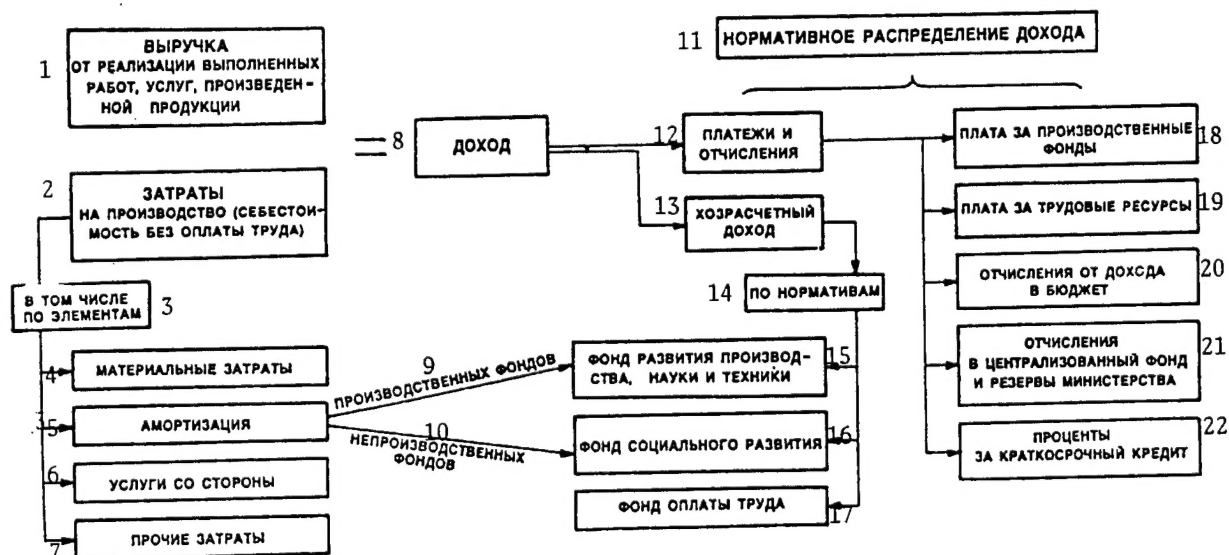 1
ВЫРУЧКА
ОТ РЕАЛИЗАЦИИ ВЫПОЛНЕННЫХ
РАБОТ, УСЛУГ, ПРОИЗВЕДЕН-
НОЙ ПРОДУКЦИИ
2
ЗАТРАТЫ
НА ПРОИЗВОДСТВО (СЕБЕСТОИ-
МОСТЬ БЕЗ ОПЛАТЫ ТРУДА)
В ТОМ ЧИСЛЕ
ПО ЭЛЕМЕНТАМ
3
4
МАТЕРИАЛЬНЫЕ ЗАТРАТЫ
5
АМОРТИЗАЦИЯ
6
УСЛУГИ СО СТОРОНЫ
7
ПРОЧИЕ ЗАТРАТЫ
= 8
ДОХОД
9
ПРОИЗВОДСТВЕННЫХ ФОНДОВ
10
НЕПРОИЗВОДСТВЕННЫХ
ФОНДОВ
11
НОРМАТИВНОЕ РАСПРЕДЕЛЕНИЕ ДОХОДА
12
ПЛАТЕЖИ И
ОТЧИСЛЕНИЯ
13
ХОЗРАСЧЕТНЫЙ
ДОХОД
14
ПО НОРМАТИВАМ
ФОНД РАЗВИТИЯ ПРОИЗВОД-
СТВА, НАУКИ И ТЕХНИКИ
15
ФОНД СОЦИАЛЬНОГО РАЗВИТИЯ
16
ФОНД ОПЛАТЫ ТРУДА
17
ПЛАТА ЗА ПРОИЗВОДСТВЕННЫЕ
ФОНДЫ
18
ПЛАТА ЗА ТРУДОВЫЕ РЕСУРСЫ
19
ОТЧИСЛЕНИЯ ОТ ДОХОДА
В БЮДЖЕТ
20
ОТЧИСЛЕНИЯ
В ЦЕНТРАЛИЗОВАННЫЙ ФОНД
И РЕЗЕРВЫ МИНИСТЕРСТВА
21
ПРОЦЕНТЫ
ЗА КРАТКОСРОЧНЫЙ КРЕДИТ
22